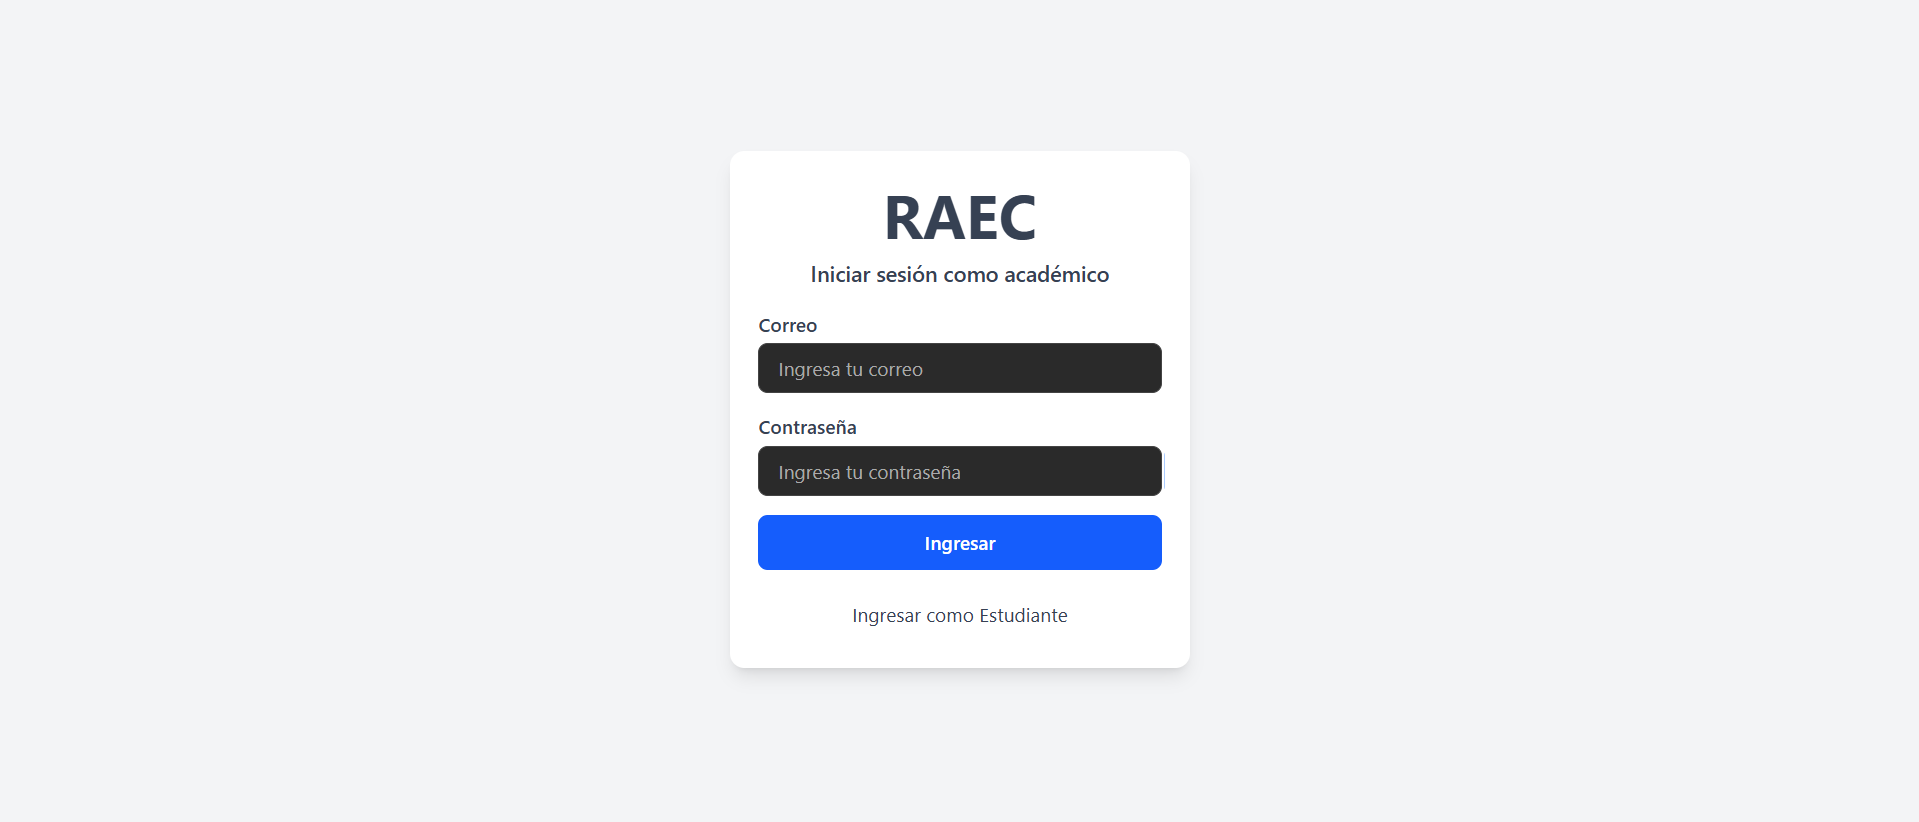 RAEC
Iniciar sesión como académico
Correo
Ingresa tu correo
Contraseña
Ingresa tu contraseña
Ingresar
Ingresar como Estudiante